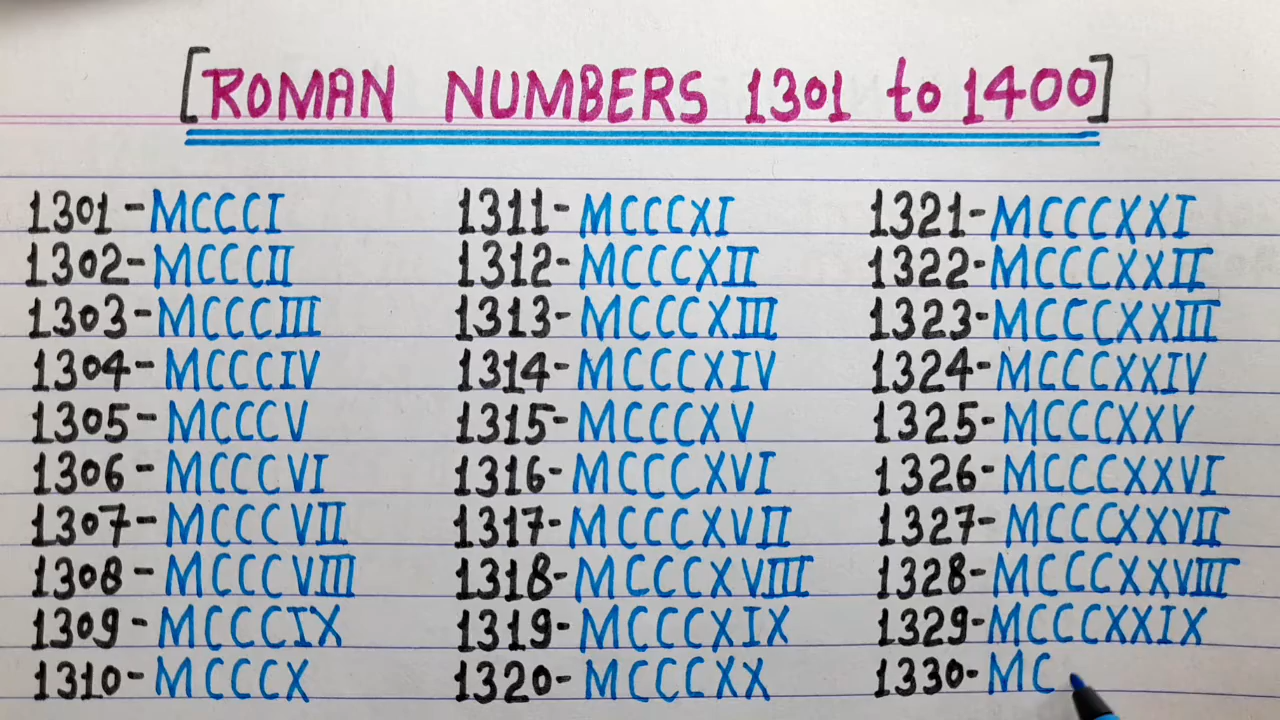 [ROMAN NUMBERS 1301 to 1400]
1301-MCCCI
1302-MCCCII
1303-MCCCIII
1304-MCCCIV
1305-MCCCV
1306-MCCCVI
1307-MCCCVII
1308-MCCCVIII
1309-MCCCIX
1310-MCCCX
1311-MCCCXI
1312-MCCCXII
1313-MCCCXIII
1314-MCCCXIV
1315-MCCCXV
1316-MCCCXVI
1317-MCCCXVII
1318-MCCCXVIII
1319-MCCCXIX
1320-MCCCXX
1321-MCCCXXI
1322-MCCCXXII
1323-MCCCXXIII
1324-MCCCXXIV
1325-MCCCXXV
1326-MCCCXXVI
1327-MCCCXXVII
1328-MCCCXXVIII
1329-MCCCXXIX
1330-MC